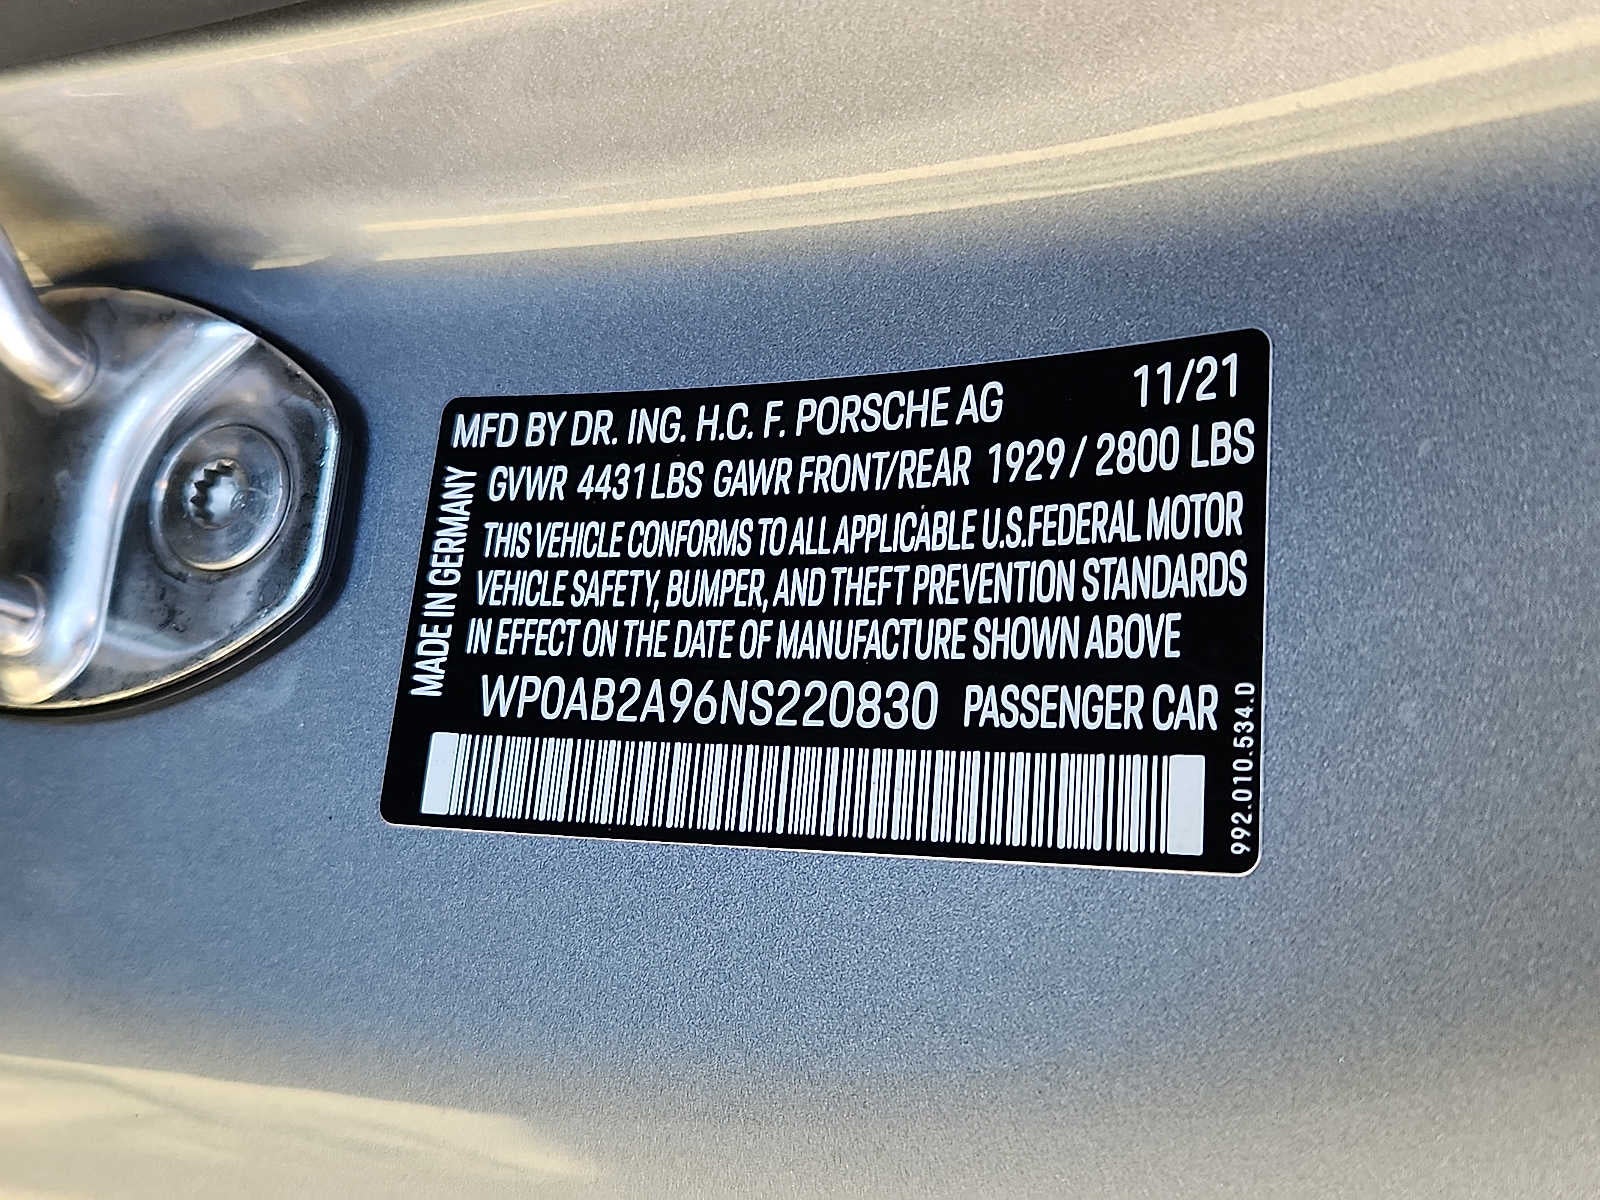 MFD BY DR. ING. H.C. F. PORSCHE AG 11/21
GVWR 4431 LBS GAWR FRONT/REAR 1929 / 2800 LBS
THIS VEHICLE CONFORMS TO ALL APPLICABLE U.S.FEDERAL MOTOR
VEHICLE SAFETY, BUMPER, AND THEFT PREVENTION STANDARDS
IN EFFECT ON THE DATE OF MANUFACTURE SHOWN ABOVE
WP0AB2A96NS220830 PASSENGER CAR
MADE IN GERMANY
992.010.534.D